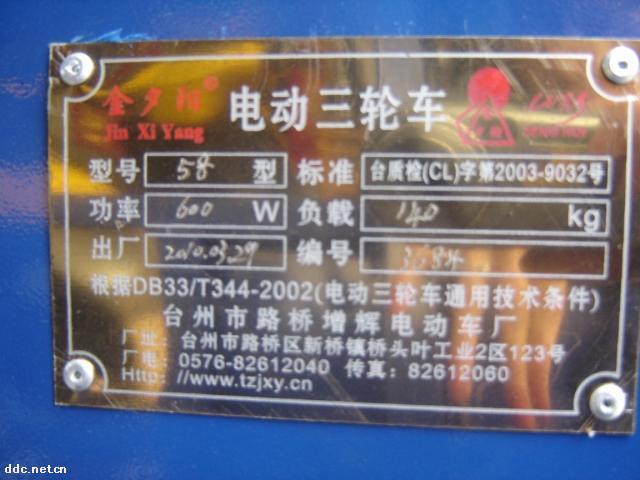 金夕阳® 电动三轮车
Jin Xi Yang ZENG HUI
型号 58 型 标准 台质检(CL)字第2003-9032号
功率 600 W 负载 140 kg
出厂 2010.03.29 编号 3684
根据DB33/T344-2002(电动三轮车通用技术条件)
台州市路桥增辉电动车厂
厂址: 台州市路桥区新桥镇桥头叶工业2区123号
厂电: 0576-82612040 传真: 82612060
Http://www.tzjxy.cn
ddc.net.cn